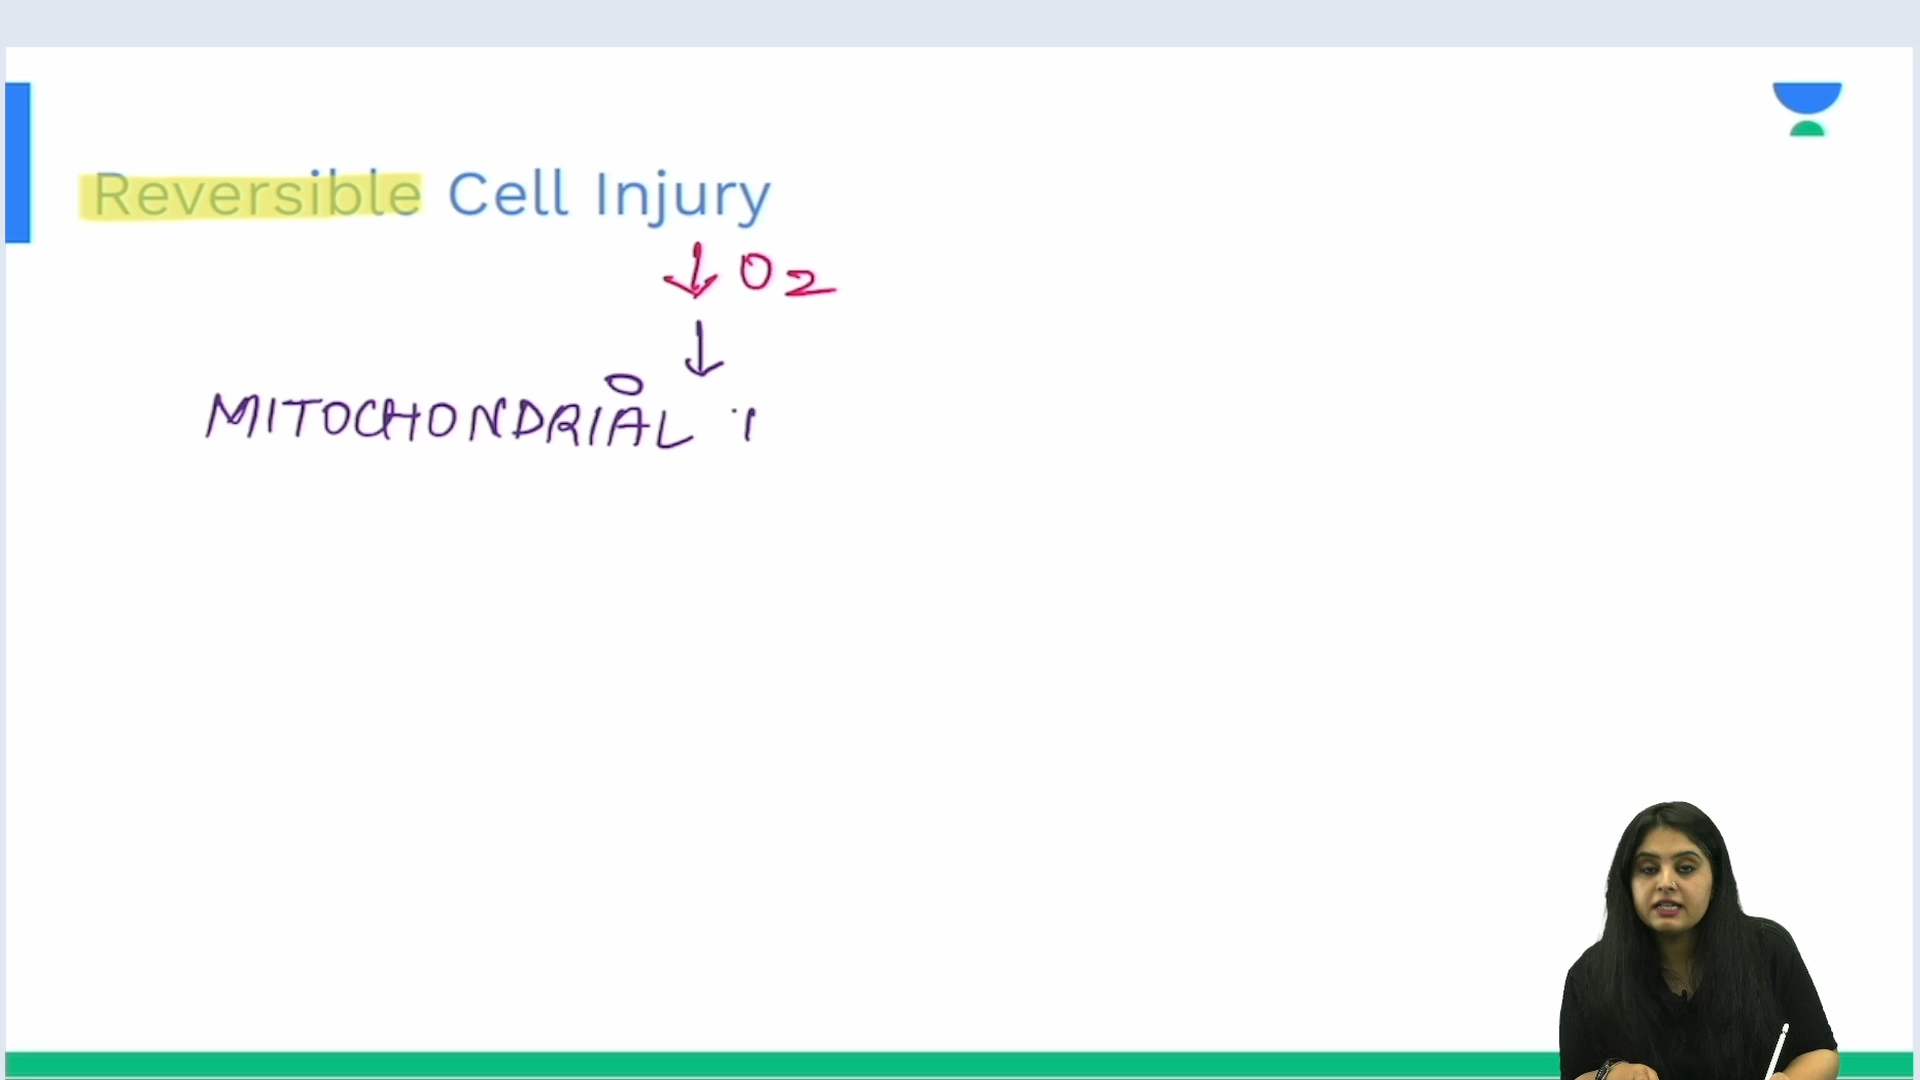 Reversible Cell Injury
↓ O2
↓
MITOCHONDRIAL